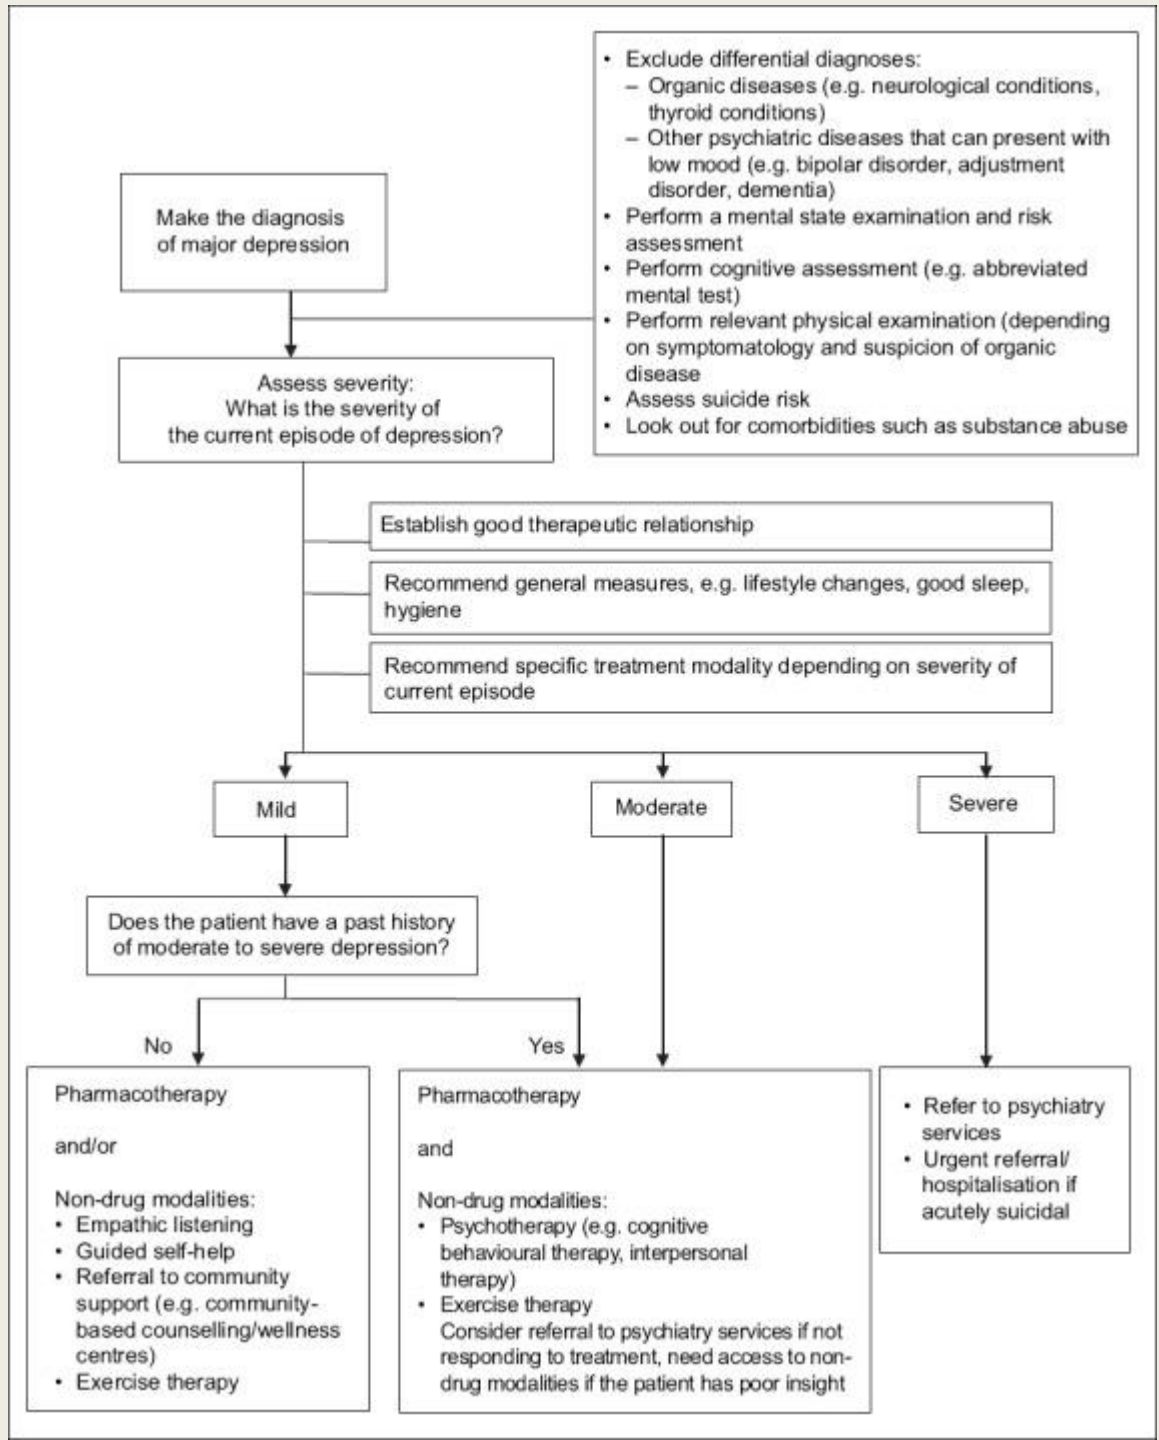 Make the diagnosis
of major depression
• Exclude differential diagnoses:
– Organic diseases (e.g. neurological conditions,
thyroid conditions)
– Other psychiatric diseases that can present with
low mood (e.g. bipolar disorder, adjustment
disorder, dementia)
• Perform a mental state examination and risk
assessment
• Perform cognitive assessment (e.g. abbreviated
mental test)
• Perform relevant physical examination (depending
on symptomatology and suspicion of organic
disease
• Assess suicide risk
• Look out for comorbidities such as substance abuse
Assess severity:
What is the severity of
the current episode of depression?
Establish good therapeutic relationship
Recommend general measures, e.g. lifestyle changes, good sleep,
hygiene
Recommend specific treatment modality depending on severity of
current episode
Mild
Moderate
Severe
Does the patient have a past history
of moderate to severe depression?
No
Yes
Pharmacotherapy
and/or
Non-drug modalities:
• Empathic listening
• Guided self-help
• Referral to community
support (e.g. community-
based counselling/wellness
centres)
• Exercise therapy
Pharmacotherapy
and
Non-drug modalities:
• Psychotherapy (e.g. cognitive
behavioural therapy, interpersonal
therapy)
• Exercise therapy
Consider referral to psychiatry services if not
responding to treatment, need access to non-
drug modalities if the patient has poor insight
• Refer to psychiatry
services
• Urgent referral/
hospitalisation if
acutely suicidal